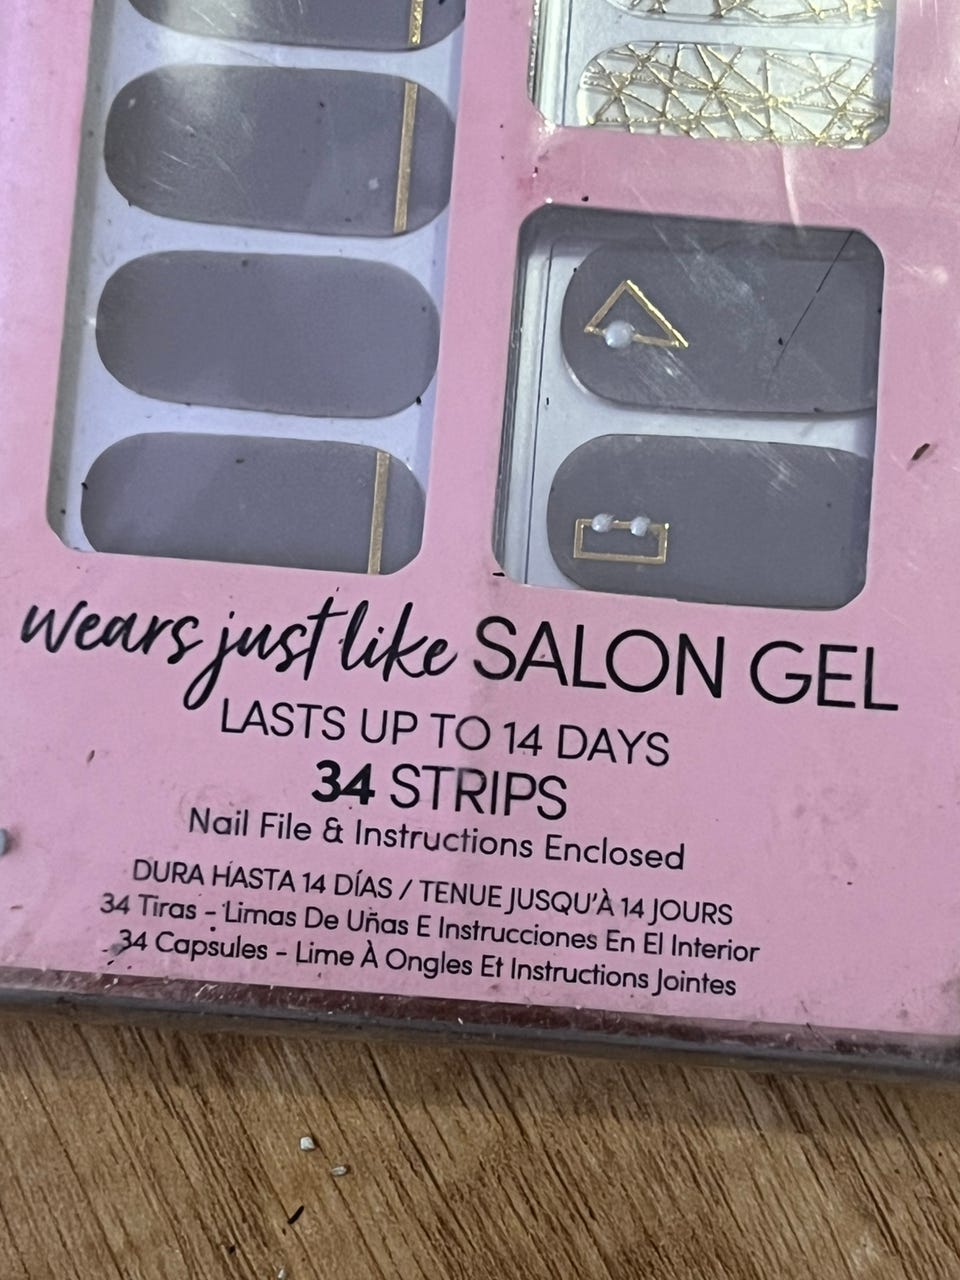 wears just like SALON GEL
LASTS UP TO 14 DAYS
34 STRIPS
Nail File & Instructions Enclosed
DURA HASTA 14 DÍAS / TENUE JUSQU'À 14 JOURS
34 Tiras - Limas De Uñas E Instrucciones En El Interior
34 Capsules - Lime À Ongles Et Instructions Jointes